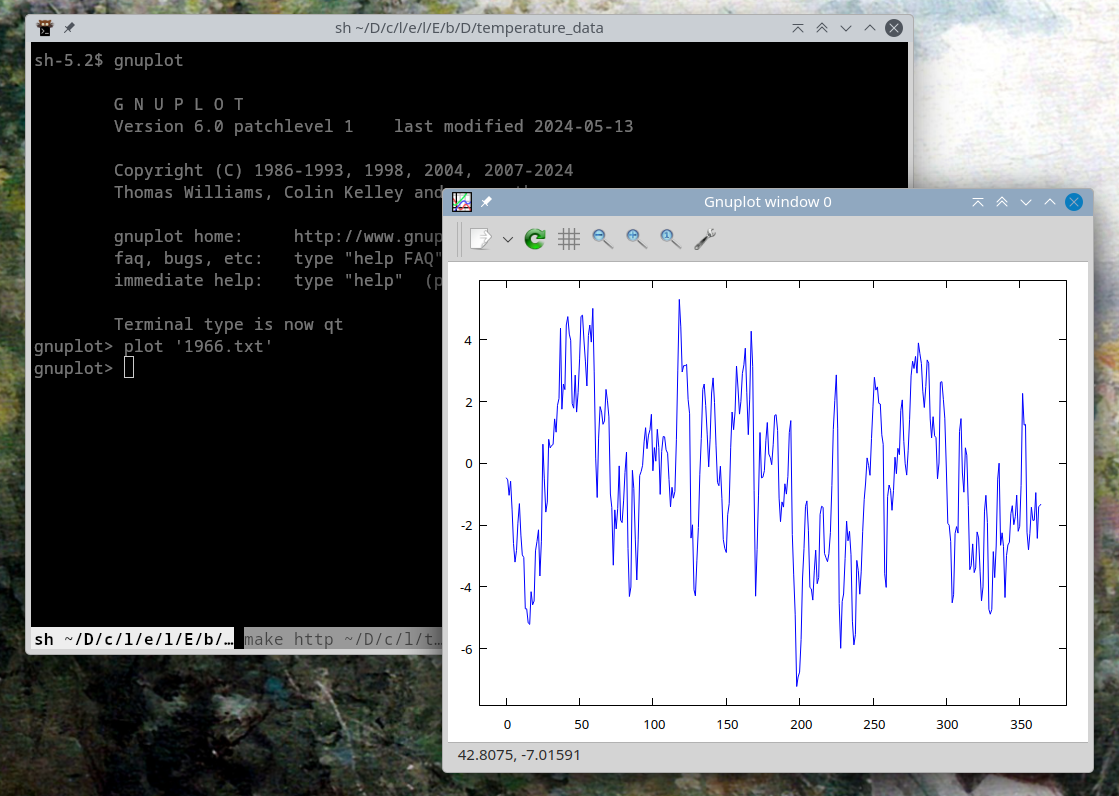 sh ~/D/c/l/e/l/E/b/D/temperature_data
sh-5.2$ gnuplot
G N U P L O T
Version 6.0 patchlevel 1    last modified 2024-05-13
Copyright (C) 1986-1993, 1998, 2004, 2007-2024
Thomas Williams, Colin Kelley and
gnuplot home:     http://www.gnup
faq, bugs, etc:   type "help FAQ"
immediate help:   type "help"  (p
Terminal type is now qt
gnuplot> plot '1966.txt'
gnuplot>
sh ~/D/c/l/e/l/E/b/… make http ~/D/c/l/t…
Gnuplot window 0
4
2
0
-2
-4
-6
0 50 100 150 200 250 300 350
42.8075, -7.01591